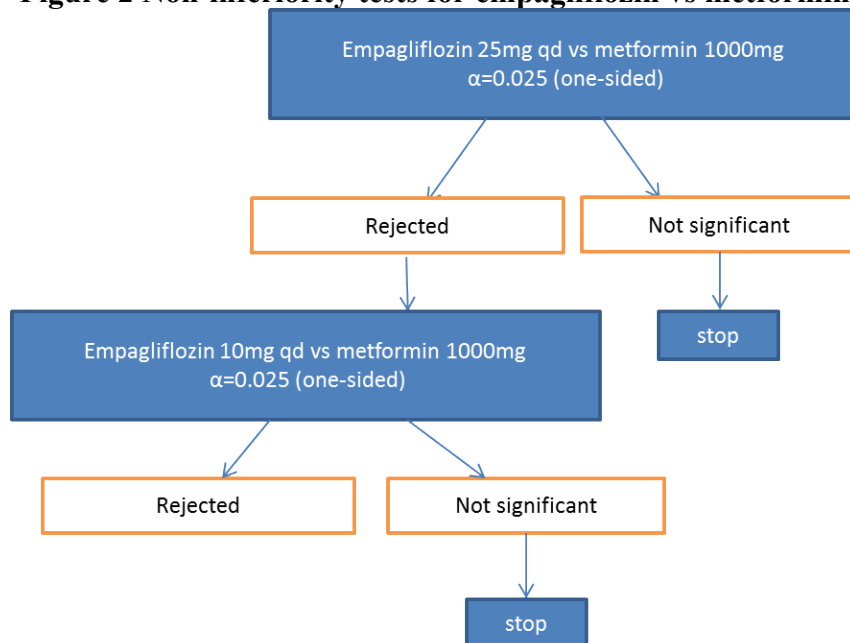 Figure 2 Non-inferiority tests for empagliflozin vs metformin
Empagliflozin 25mg qd vs metformin 1000mg
α=0.025 (one-sided)
Rejected
Not significant
stop
Empagliflozin 10mg qd vs metformin 1000mg
α=0.025 (one-sided)
Rejected
Not significant
stop